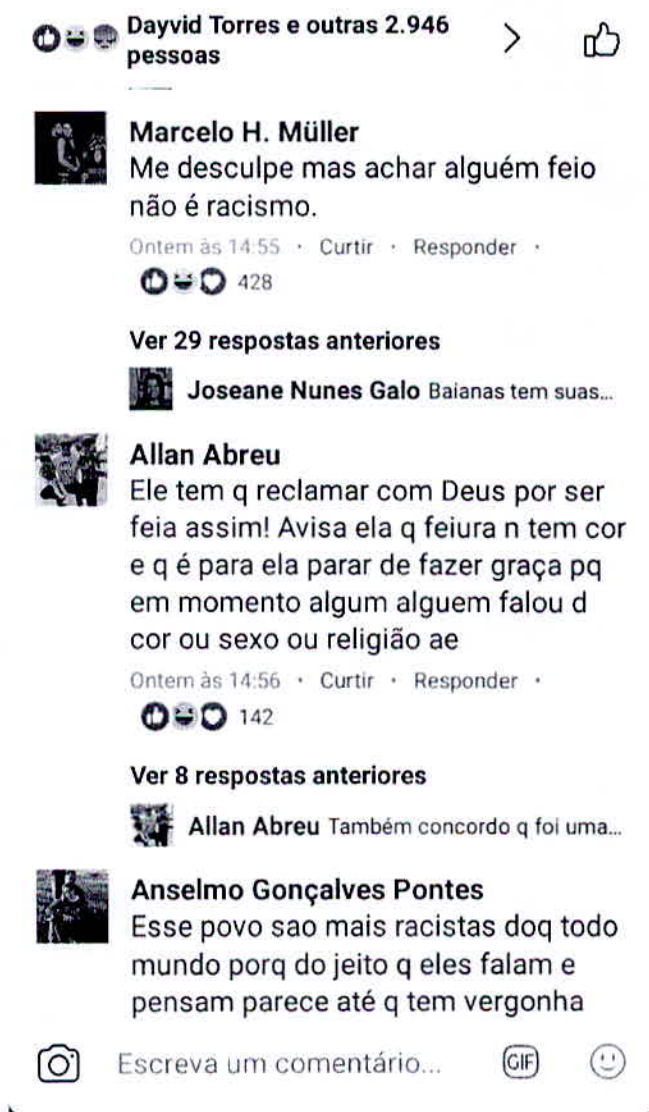 Dayvid Torres e outras 2.946
pessoas
Marcelo H. Müller
Me desculpe mas achar alguém feio
não é racismo.
Ontem às 14:55 · Curtir · Responder ·
428
Ver 29 respostas anteriores
Joseane Nunes Galo Baianas tem suas...
Allan Abreu
Ele tem q reclamar com Deus por ser
feia assim! Avisa ela q feiura n tem cor
e q é para ela parar de fazer graça pq
em momento algum alguem falou d
cor ou sexo ou religião ae
Ontem às 14:56 · Curtir · Responder ·
142
Ver 8 respostas anteriores
Allan Abreu Também concordo q foi uma...
Anselmo Gonçalves Pontes
Esse povo sao mais racistas doq todo
mundo porq do jeito q eles falam e
pensam parece até q tem vergonha
Escreva um comentário... GIF